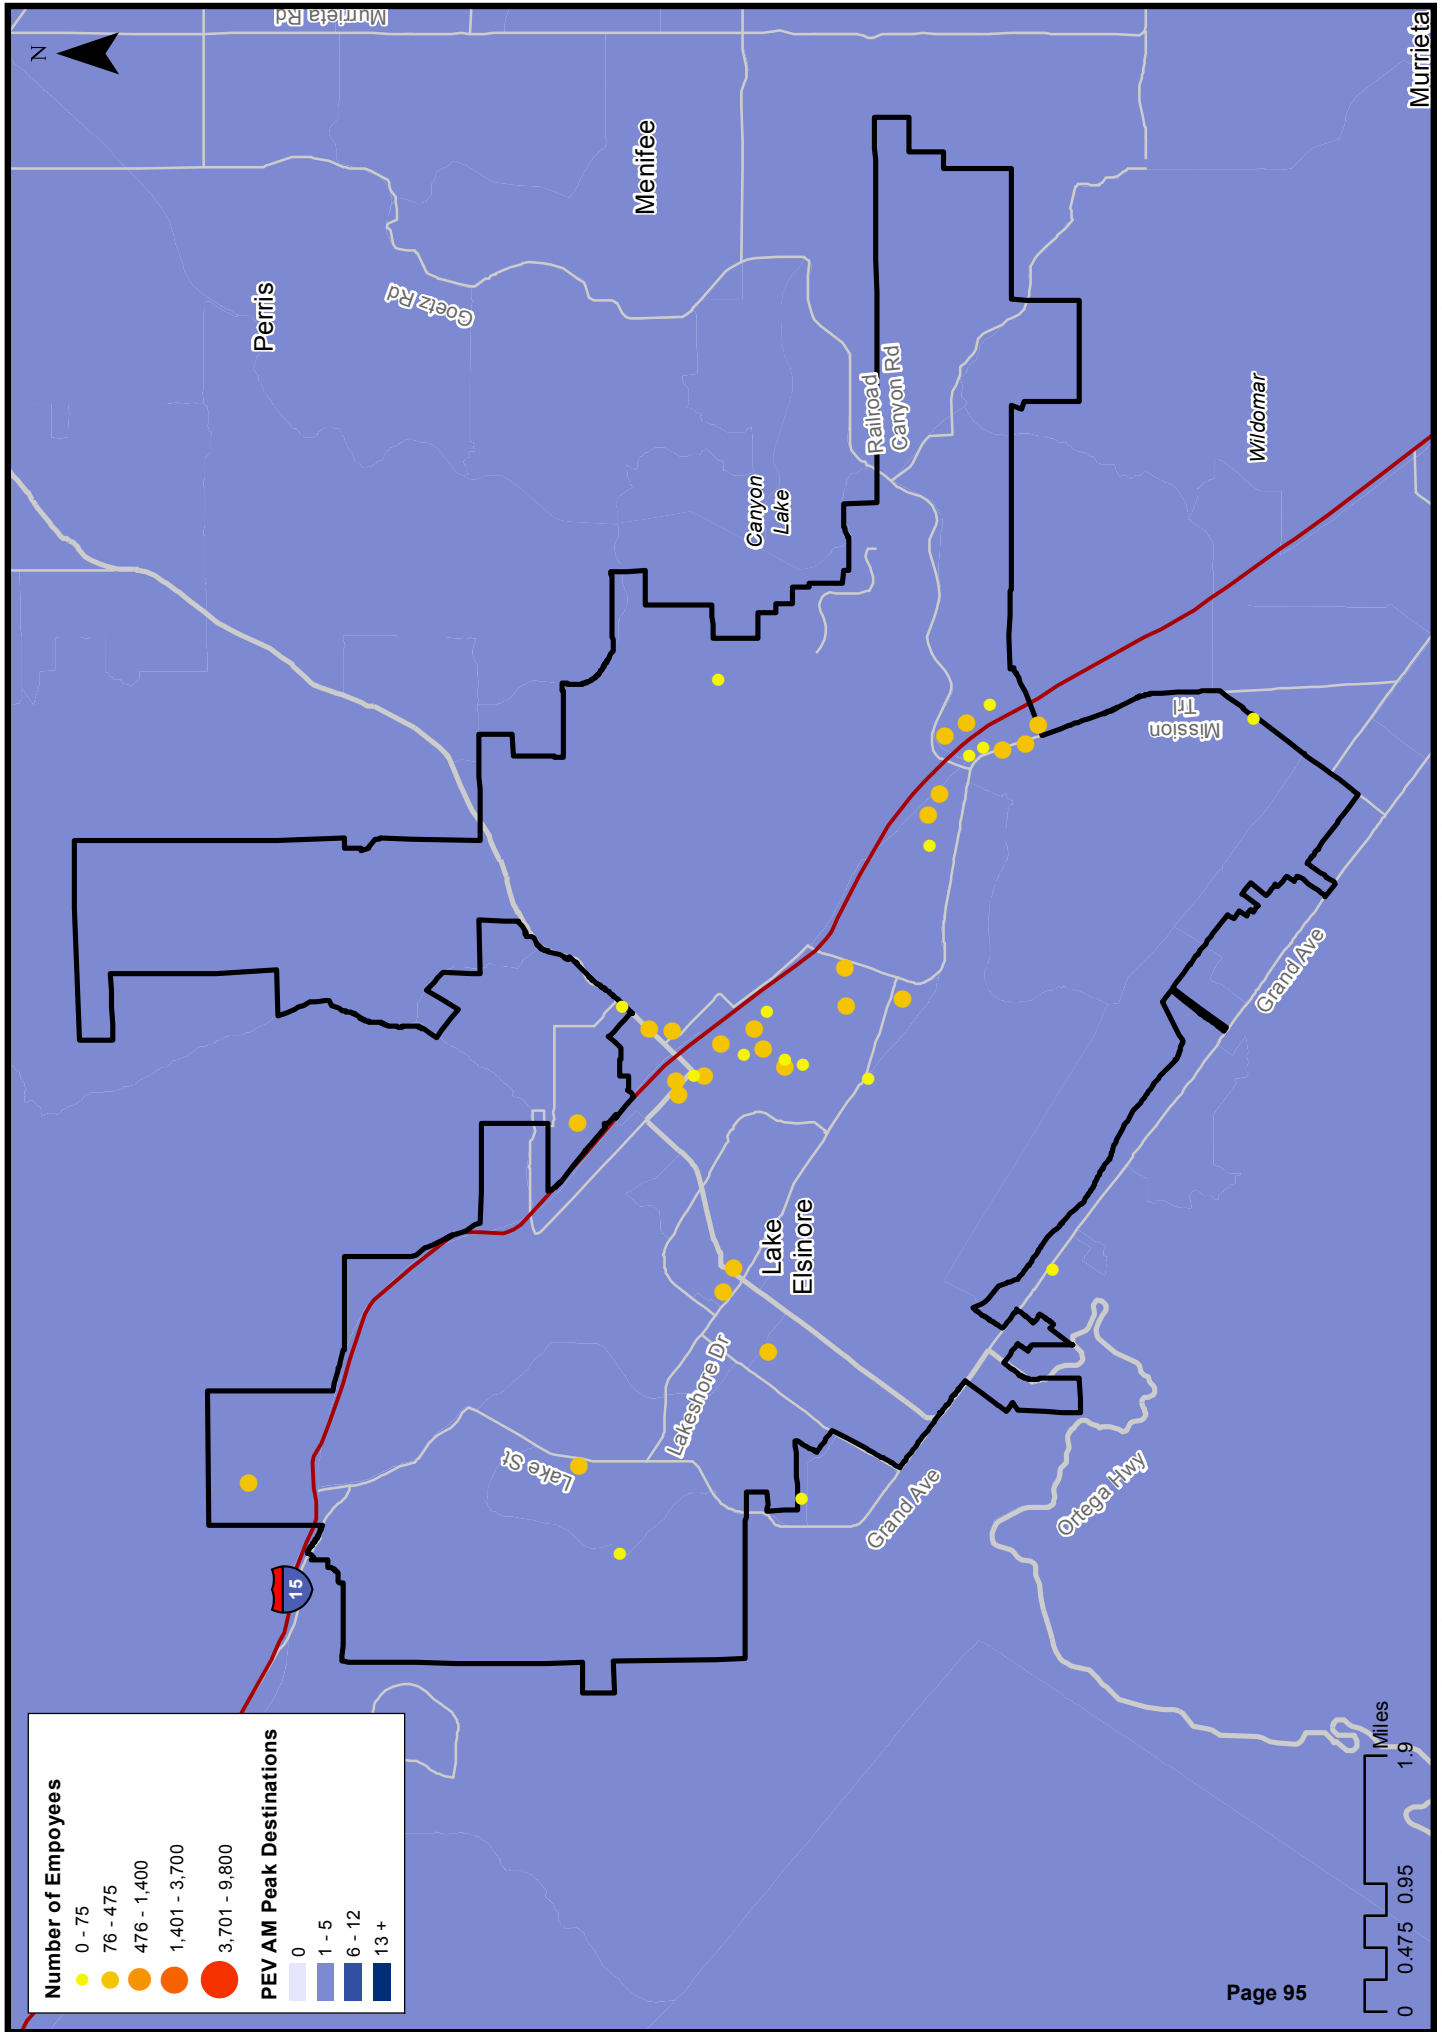 Number of Empoyees
0 - 75
76 - 475
476 - 1,400
1,401 - 3,700
3,701 - 9,800
PEV AM Peak Destinations
0
1 - 5
6 - 12
13 +
15
N
Murrieta Rd
Perris
Goetz Rd
Menifee
Canyon
Lake
Railroad
Canyon Rd
Wildomar
Murrieta
Mission
Trl
Lake
Elsinore
Lakeshore Dr
Lake St
Grand Ave
Grand Ave
Ortega Hwy
Miles
0 0.475 0.95 1.9
Page 95